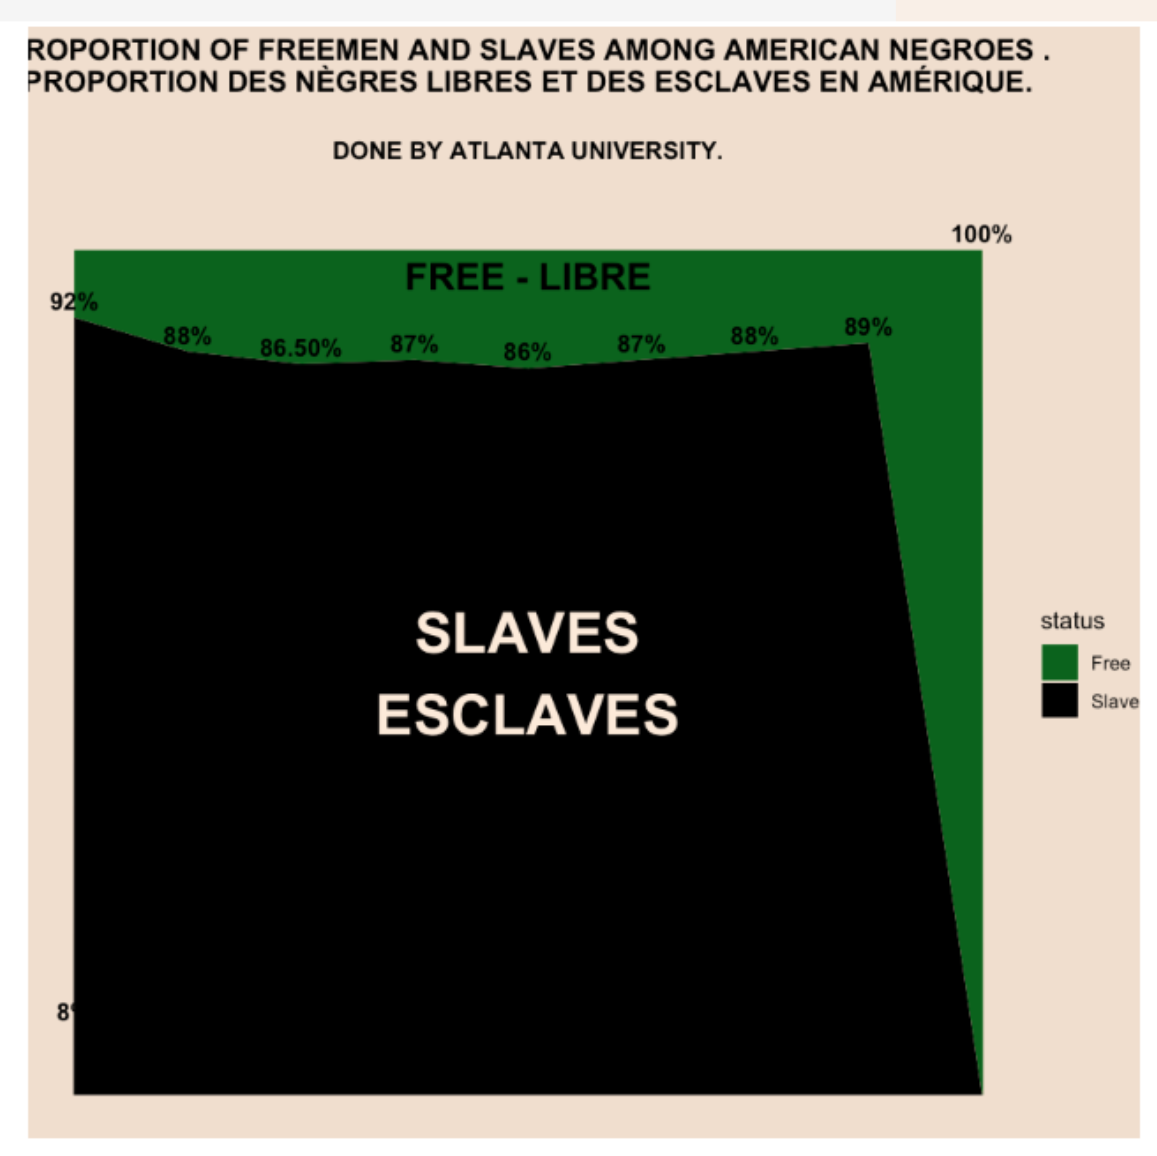 ROPORTION OF FREEMEN AND SLAVES AMONG AMERICAN NEGROES .
PROPORTION DES NÈGRES LIBRES ET DES ESCLAVES EN AMÉRIQUE.
DONE BY ATLANTA UNIVERSITY.
100%
FREE - LIBRE
92%
88%
86.50%
87%
86%
87%
88%
89%
SLAVES
ESCLAVES
status
Free
Slave
8%